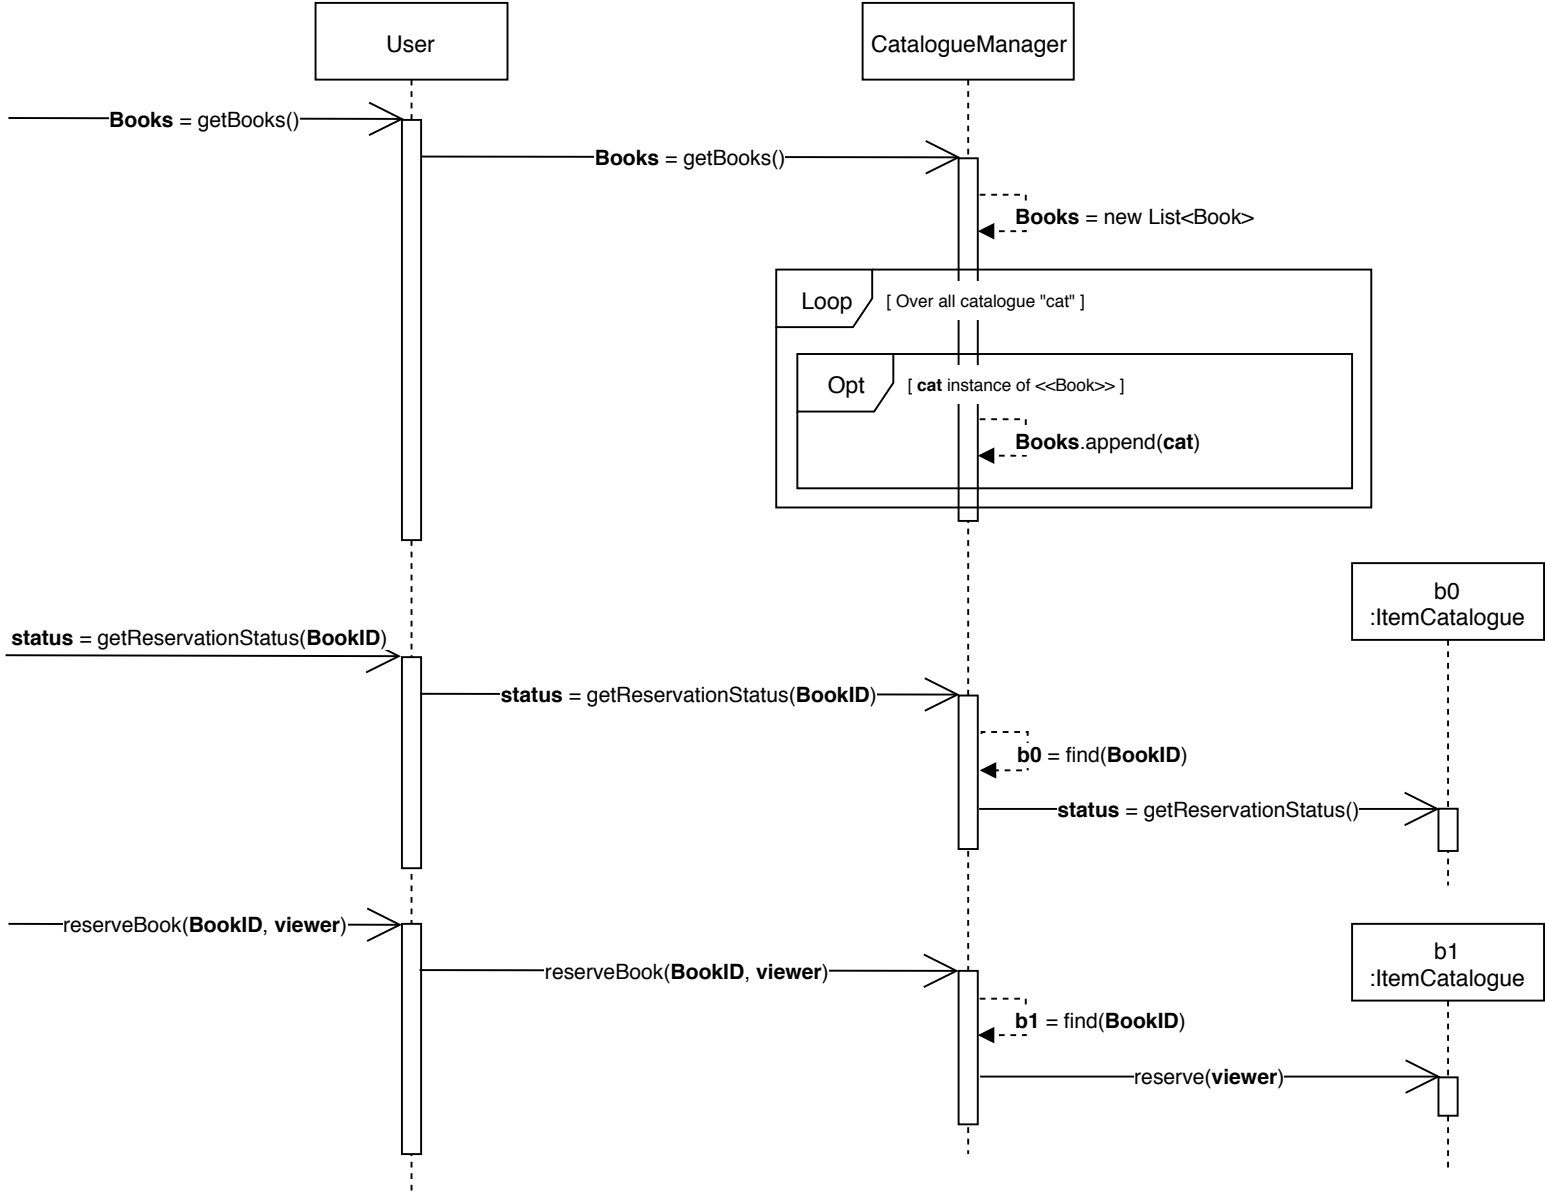 User
CatalogueManager
Books = getBooks()
Books = getBooks()
Books = new List<Book>
Loop
[ Over all catalogue "cat" ]
Opt
[ cat instance of <<Book>> ]
Books.append(cat)
b0
:ItemCatalogue
status = getReservationStatus(BookID)
status = getReservationStatus(BookID)
b0 = find(BookID)
status = getReservationStatus()
reserveBook(BookID, viewer)
b1
:ItemCatalogue
reserveBook(BookID, viewer)
b1 = find(BookID)
reserve(viewer)